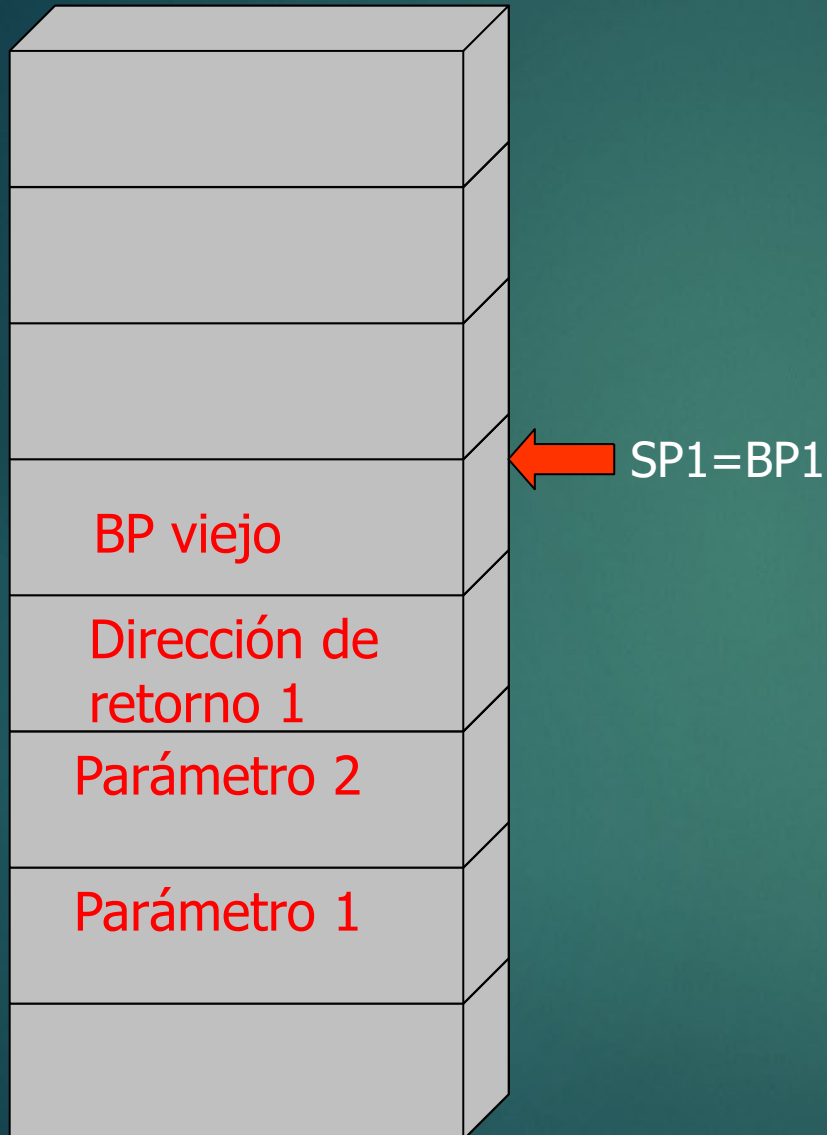 SP1=BP1
BP viejo
Dirección de
retorno 1
Parámetro 2
Parámetro 1